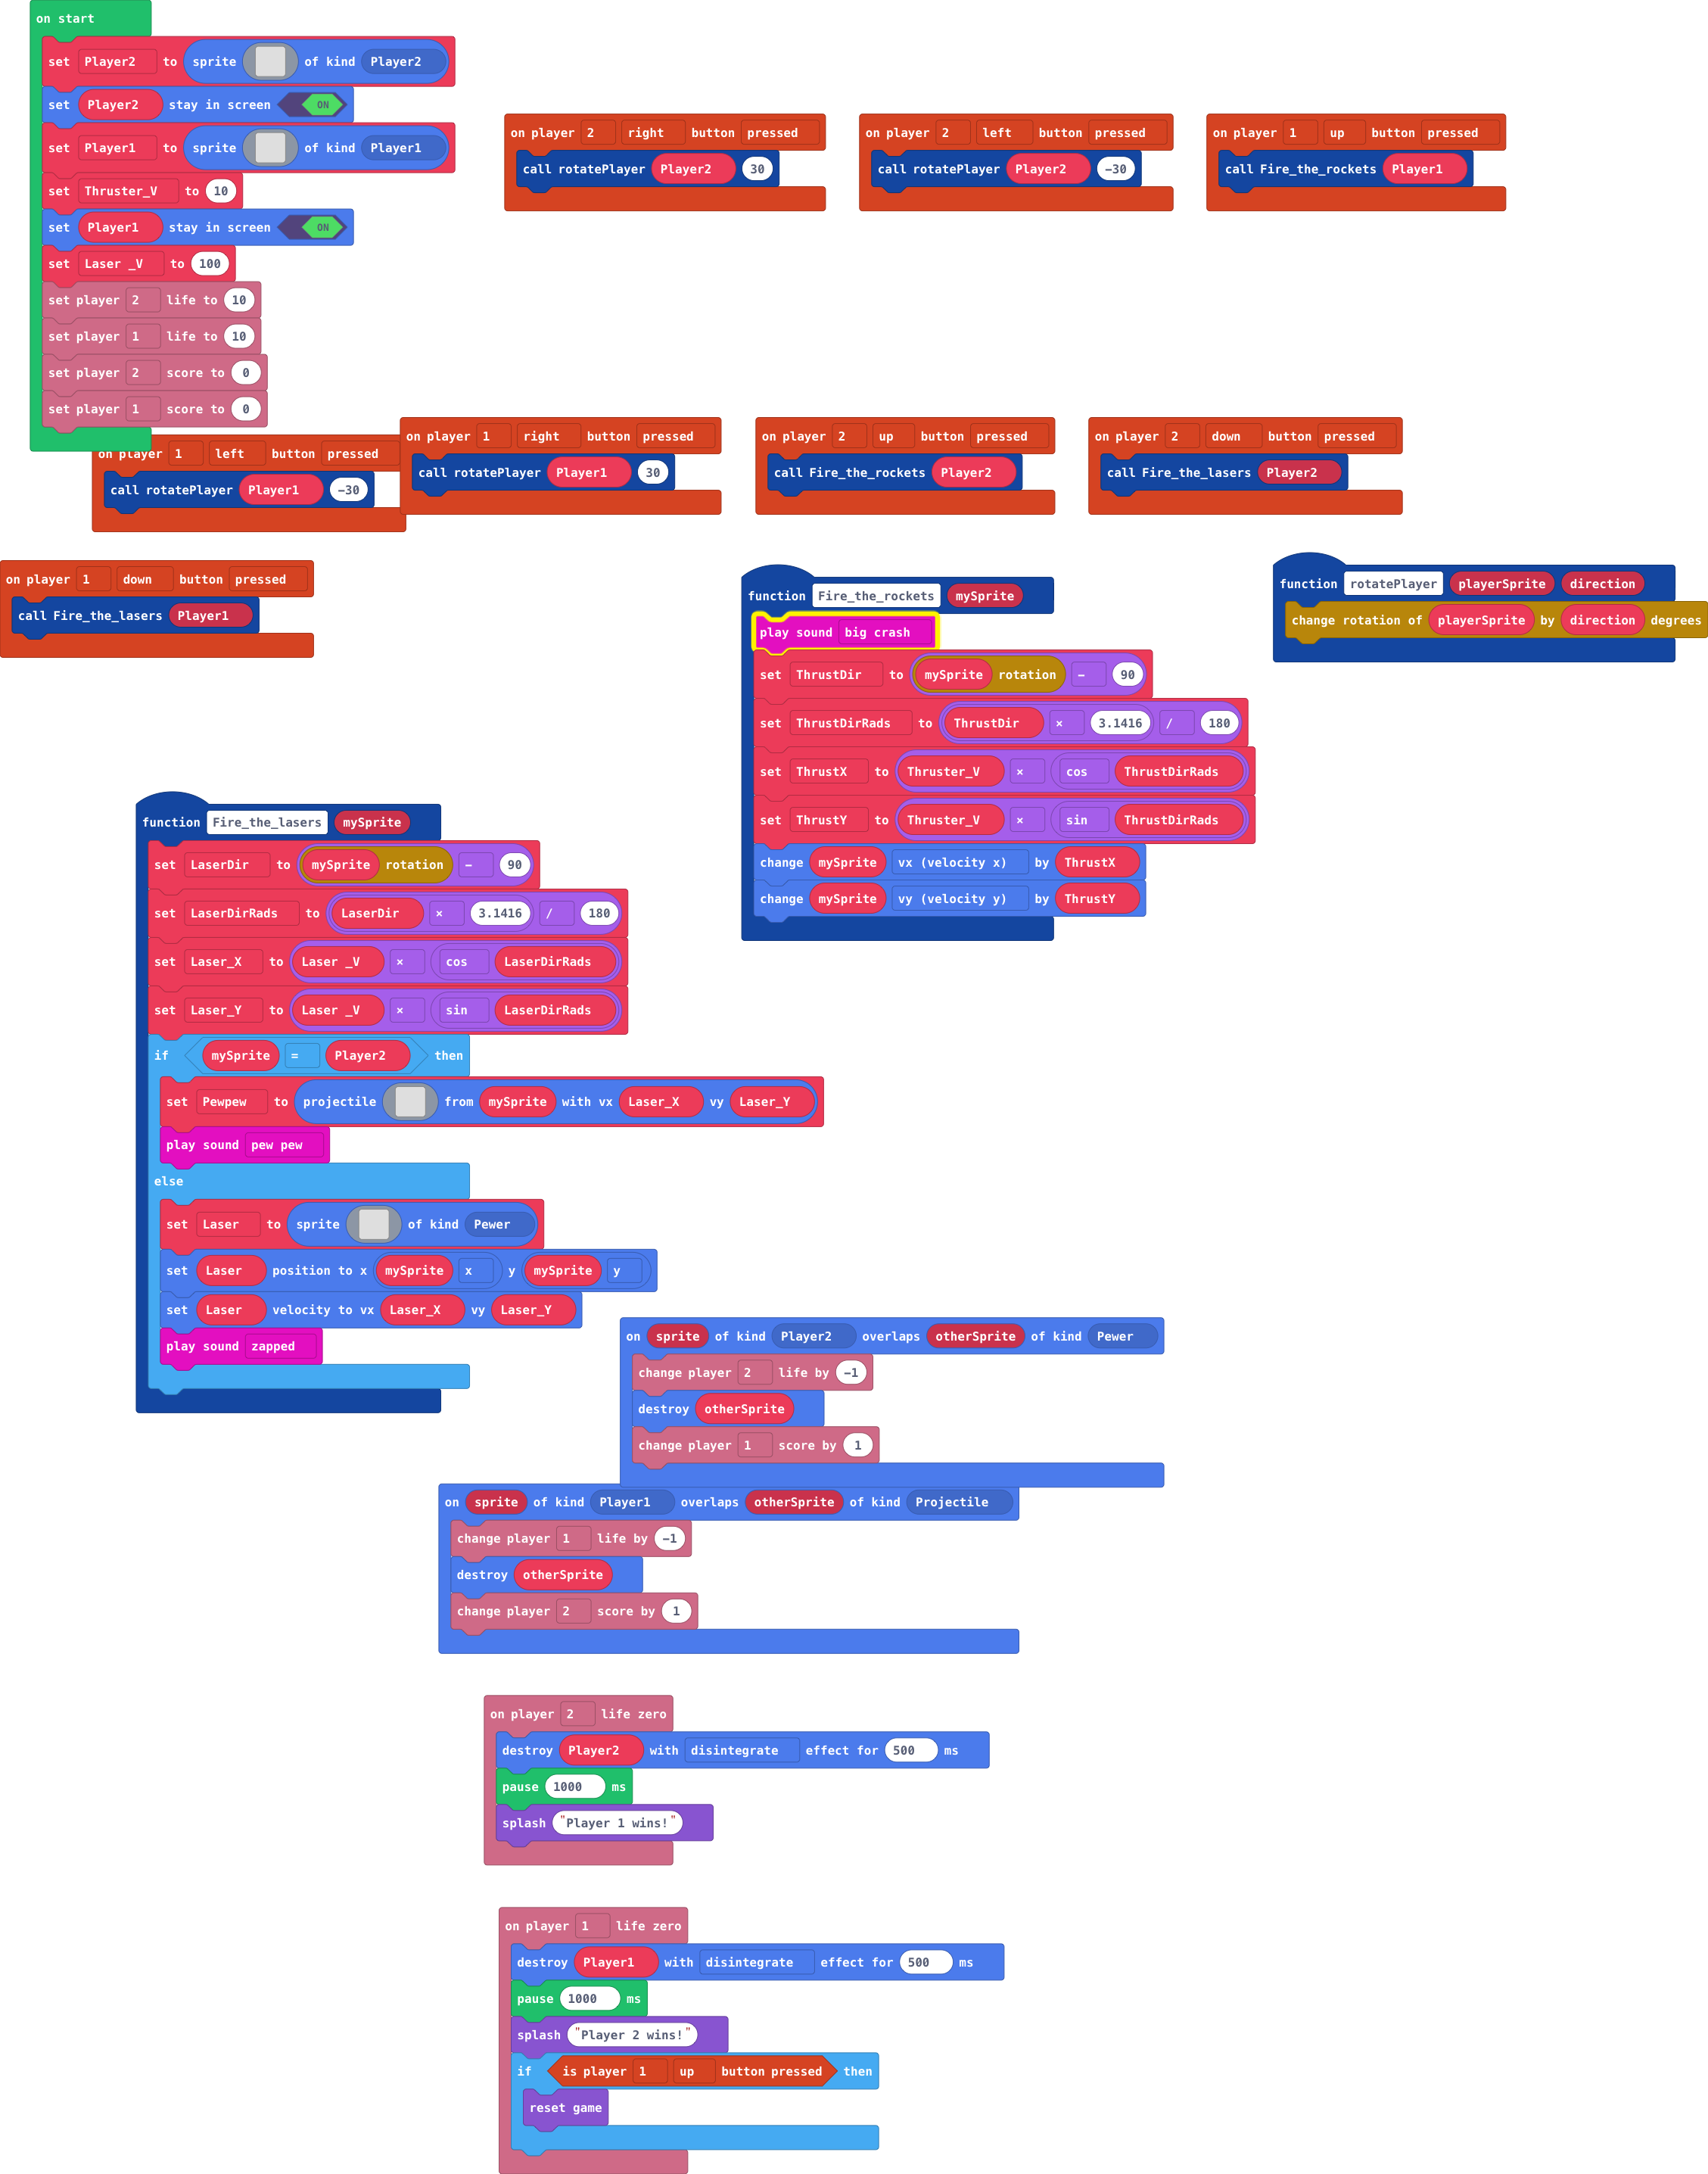 on start
set Player2 to sprite of kind Player2
set Player2 stay in screen ON
set Player1 to sprite of kind Player1
set Thruster_V to 10
set Player1 stay in screen ON
set Laser _V to 100
set player 2 life to 10
set player 1 life to 10
set player 2 score to 0
set player 1 score to 0
on player 2 right button pressed
call rotatePlayer Player2 30
on player 2 left button pressed
call rotatePlayer Player2 −30
on player 1 up button pressed
call Fire_the_rockets Player1
on player 1 left button pressed
call rotatePlayer Player1 −30
on player 1 right button pressed
call rotatePlayer Player1 30
on player 2 up button pressed
call Fire_the_rockets Player2
on player 2 down button pressed
call Fire_the_lasers Player2
on player 1 down button pressed
call Fire_the_lasers Player1
function Fire_the_rockets mySprite
play sound big crash
set ThrustDir to mySprite rotation − 90
set ThrustDirRads to ThrustDir × 3.1416 / 180
set ThrustX to Thruster_V × cos ThrustDirRads
set ThrustY to Thruster_V × sin ThrustDirRads
change mySprite vx (velocity x) by ThrustX
change mySprite vy (velocity y) by ThrustY
function rotatePlayer playerSprite direction
change rotation of playerSprite by direction degrees
function Fire_the_lasers mySprite
set LaserDir to mySprite rotation − 90
set LaserDirRads to LaserDir × 3.1416 / 180
set Laser_X to Laser _V × cos LaserDirRads
set Laser_Y to Laser _V × sin LaserDirRads
if mySprite = Player2 then
set Pewpew to projectile from mySprite with vx Laser_X vy Laser_Y
play sound pew pew
else
set Laser to sprite of kind Pewer
set Laser position to x mySprite x y mySprite y
set Laser velocity to vx Laser_X vy Laser_Y
play sound zapped
on sprite of kind Player2 overlaps otherSprite of kind Pewer
change player 2 life by −1
destroy otherSprite
change player 1 score by 1
on sprite of kind Player1 overlaps otherSprite of kind Projectile
change player 1 life by −1
destroy otherSprite
change player 2 score by 1
on player 2 life zero
destroy Player2 with disintegrate effect for 500 ms
pause 1000 ms
splash "Player 1 wins!"
on player 1 life zero
destroy Player1 with disintegrate effect for 500 ms
pause 1000 ms
splash "Player 2 wins!"
if is player 1 up button pressed then
reset game